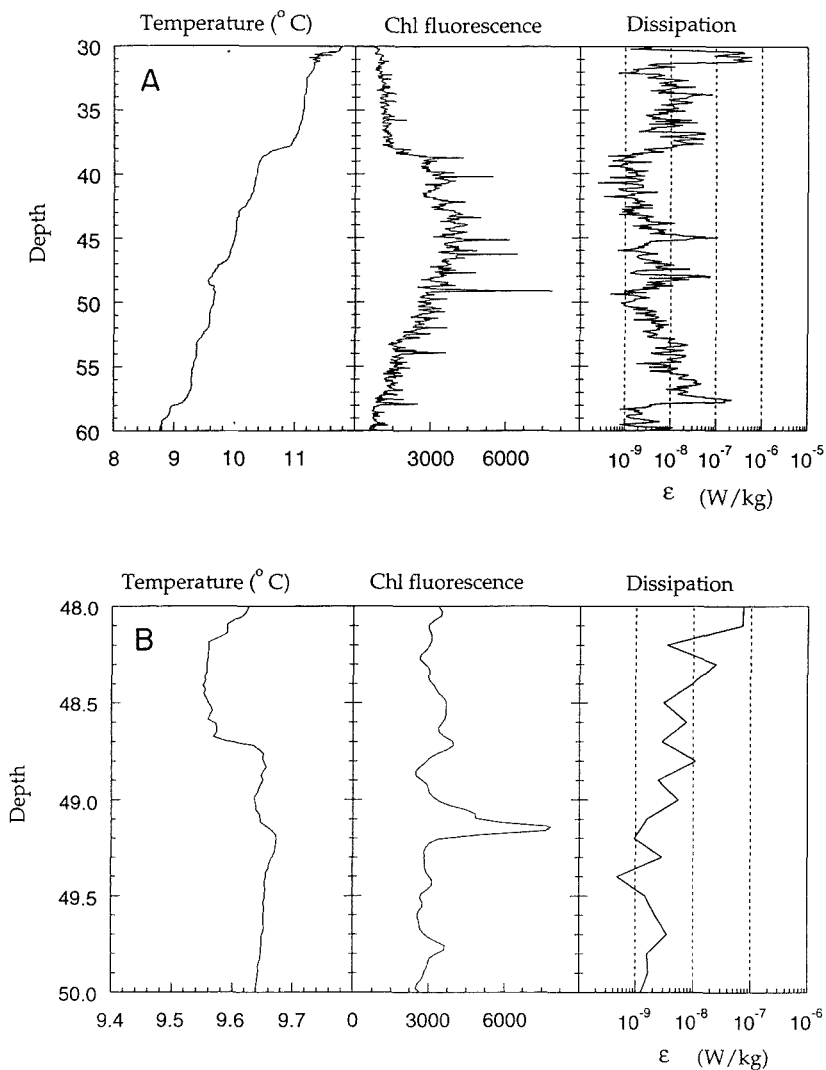 Temperature (° C) Chl fluorescence Dissipation
A
30
35
40
45
50
55
60
Depth
8 9 10 11
3000 6000
10⁻⁹ 10⁻⁸ 10⁻⁷ 10⁻⁶ 10⁻⁵
ε (W/kg)
Temperature (° C) Chl fluorescence Dissipation
B
48.0
48.5
49.0
49.5
50.0
Depth
9.4 9.5 9.6 9.7
0 3000 6000
10⁻⁹ 10⁻⁸ 10⁻⁷ 10⁻⁶
ε (W/kg)